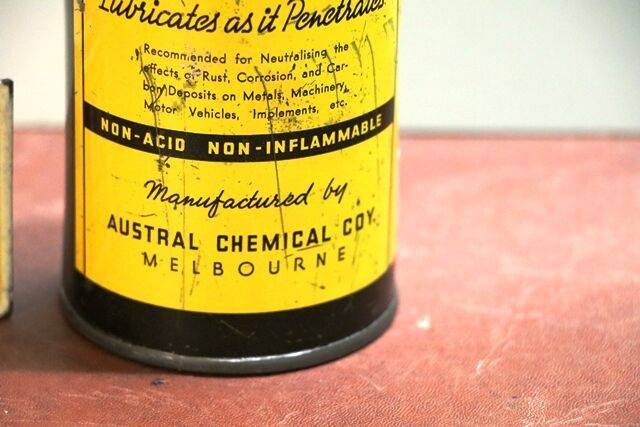 Lubricates as it Penetrates
Recommended for Neutralising the
effects of Rust, Corrosion, and Car-
bon Deposits on Metals, Machinery,
Motor Vehicles, Implements, etc.
NON-ACID NON-INFLAMMABLE
Manufactured by
AUSTRAL CHEMICAL COY.
MELBOURNE